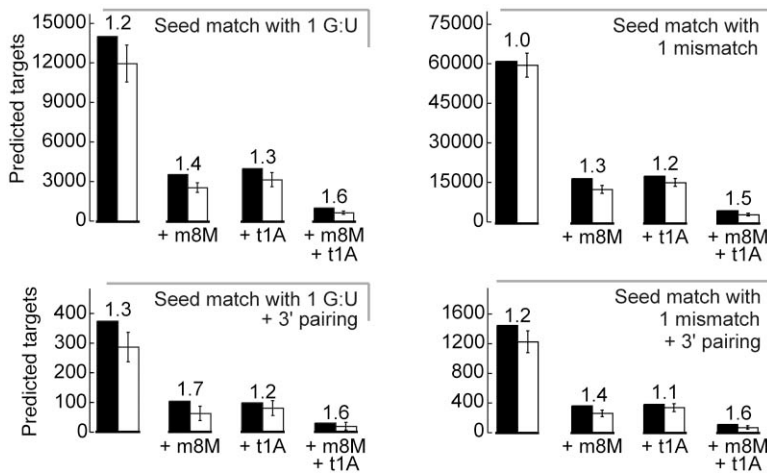 Seed match with 1 G:U
Predicted targets
15000
12000
9000
6000
3000
0
1.2
1.4
1.3
1.6
+ m8M
+ t1A
+ m8M
+ t1A
Seed match with
1 mismatch
75000
60000
45000
30000
15000
0
1.0
1.3
1.2
1.5
+ m8M
+ t1A
+ m8M
+ t1A
Seed match with 1 G:U
+ 3' pairing
Predicted targets
400
300
200
100
0
1.3
1.7
1.2
1.6
+ m8M
+ t1A
+ m8M
+ t1A
Seed match with
1 mismatch
+ 3' pairing
1600
1200
800
400
0
1.2
1.4
1.1
1.6
+ m8M
+ t1A
+ m8M
+ t1A